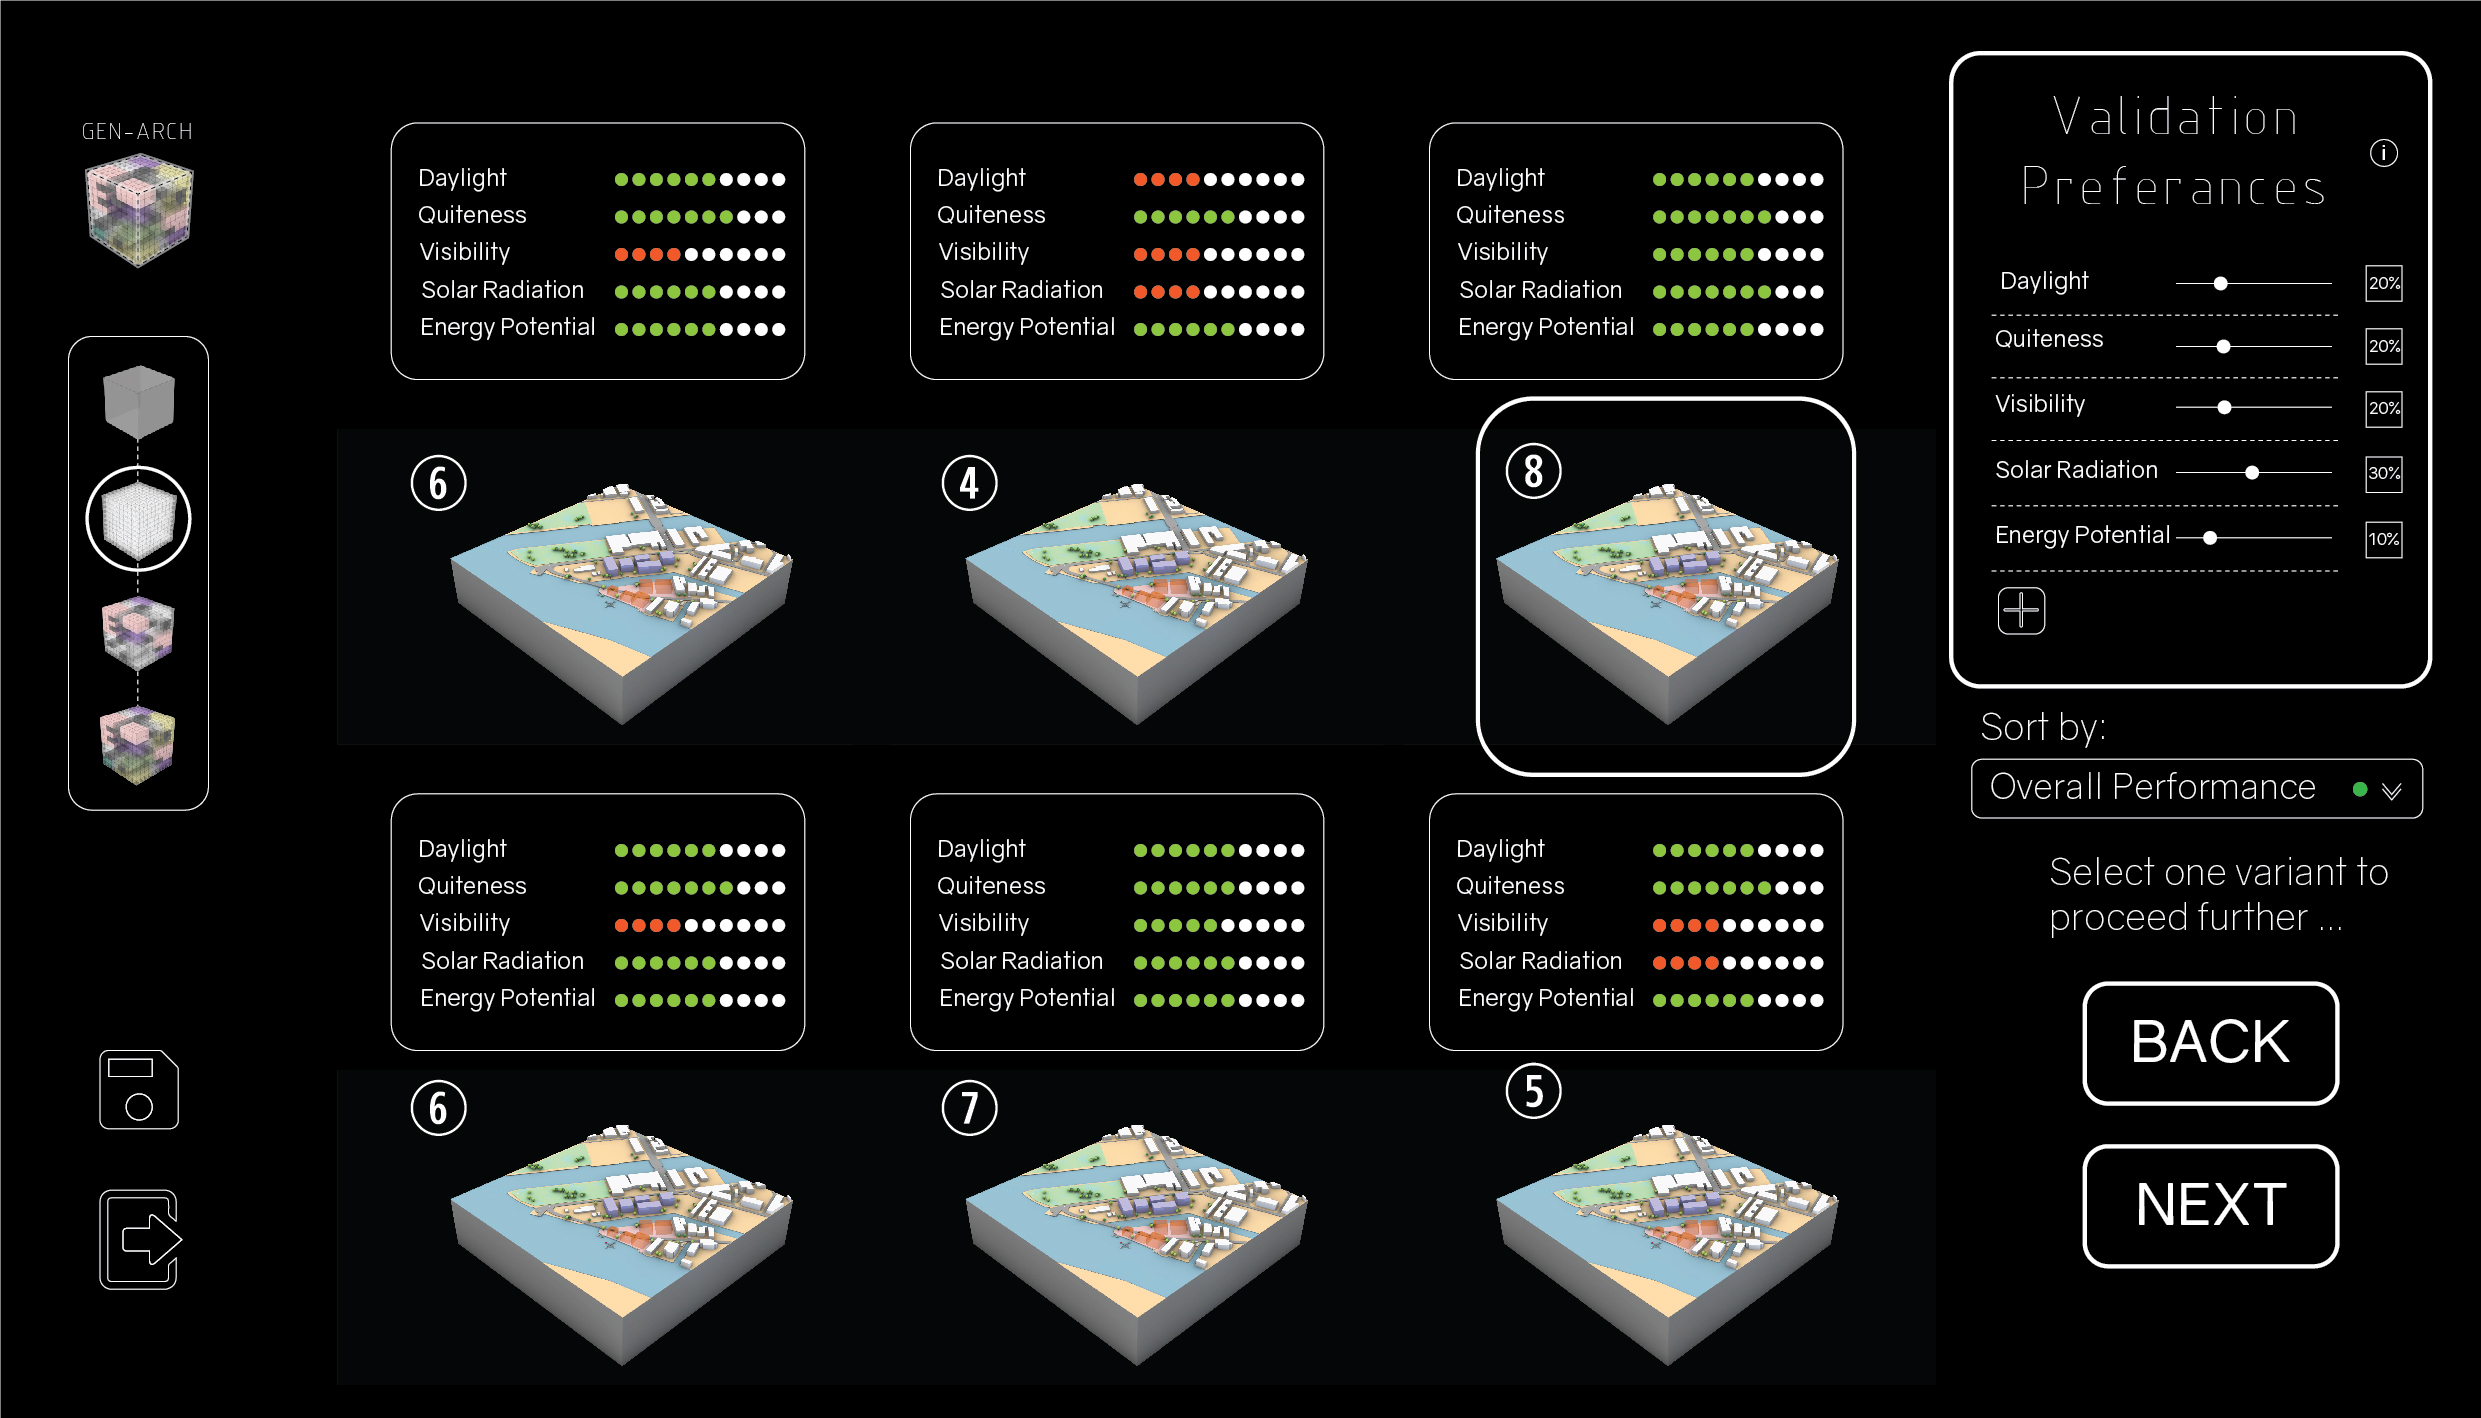 GEN-ARCH
Daylight
Quiteness
Visibility
Solar Radiation
Energy Potential
Daylight
Quiteness
Visibility
Solar Radiation
Energy Potential
Daylight
Quiteness
Visibility
Solar Radiation
Energy Potential
6
4
8
Daylight
Quiteness
Visibility
Solar Radiation
Energy Potential
Daylight
Quiteness
Visibility
Solar Radiation
Energy Potential
Daylight
Quiteness
Visibility
Solar Radiation
Energy Potential
6
7
5
Validation
Preferances
i
Daylight 20%
Quiteness 20%
Visibility 20%
Solar Radiation 30%
Energy Potential 10%
Sort by:
Overall Performance
Select one variant to
proceed further ...
BACK
NEXT